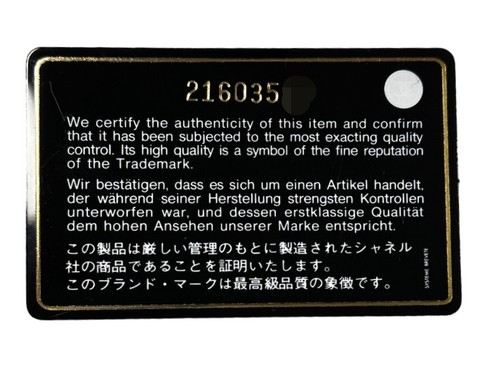 216035
We certify the authenticity of this item and confirm
that it has been subjected to the most exacting quality
control. Its high quality is a symbol of the fine reputation
of the Trademark.
Wir bestätigen, dass es sich um einen Artikel handelt,
der während seiner Herstellung strengsten Kontrollen
unterworfen war, und dessen erstklassige Qualität
dem hohen Ansehen unserer Marke entspricht.
この製品は厳しい管理のもとに製造されたシャネル
社の商品であることを証明いたします。
このブランド・マークは最高級品質の象徴です。
SYSTEME BREVETE